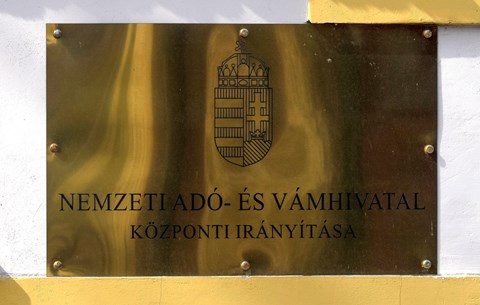 NEMZETI ADÓ- ÉS VÁMHIVATAL
KÖZPONTI IRÁNYÍTÁSA